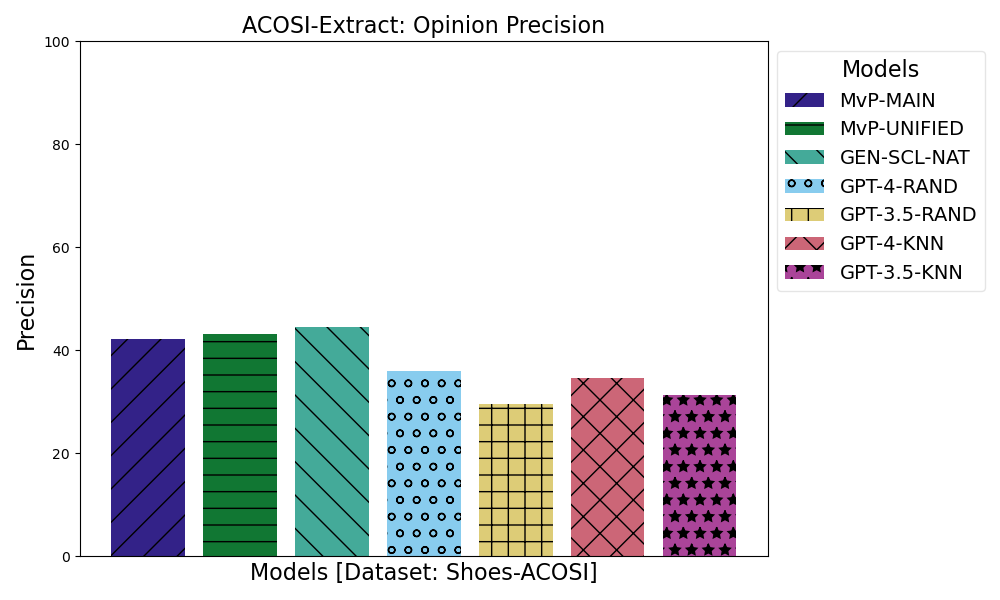 ACOSI-Extract: Opinion Precision
100
80
60
40
20
0
Precision
Models [Dataset: Shoes-ACOSI]
Models
MvP-MAIN
MvP-UNIFIED
GEN-SCL-NAT
GPT-4-RAND
GPT-3.5-RAND
GPT-4-KNN
GPT-3.5-KNN